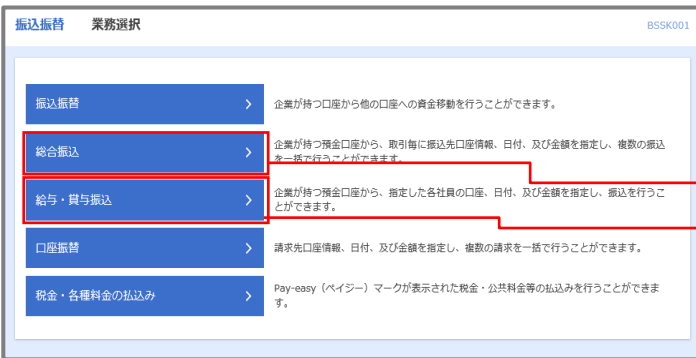 振込振替 業務選択 BSSK001
振込振替 企業が持つ口座から他の口座への資金移動を行うことができます。
総合振込 企業が持つ預金口座から、取引毎に振込先口座情報、日付、及び金額を指定し、複数の振込
を一括で行うことができます。
給与・賞与振込 企業が持つ預金口座から、指定した各社員の口座、日付、及び金額を指定し、振込を行うこ
とができます。
口座振替 請求先口座情報、日付、及び金額を指定し、複数の請求を一括で行うことができます。
税金・各種料金の払込み Pay-easy（ペイジー）マークが表示された税金・公共料金等の払込みを行うことができま
す。